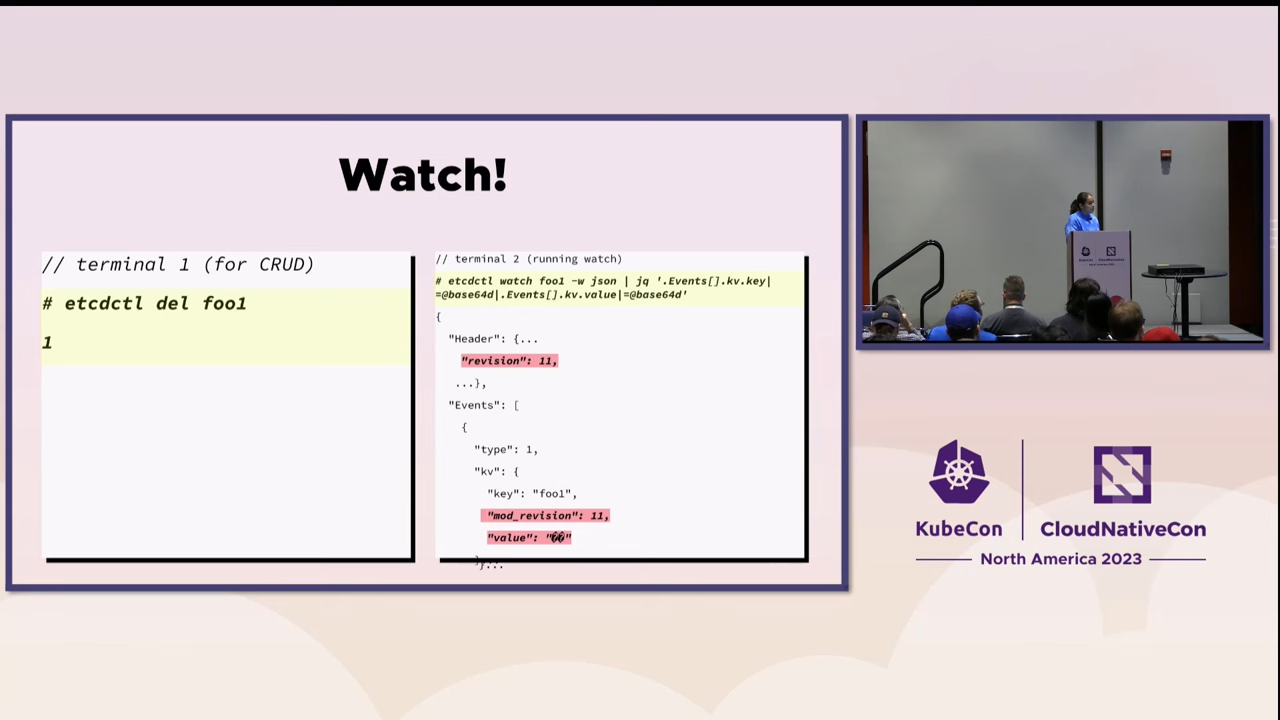 Watch!
// terminal 1 (for CRUD)
# etcdctl del foo1
1
// terminal 2 (running watch)
# etcdctl watch foo1 -w json | jq '.Events[].kv.key|
=@base64d|.Events[].kv.value|=@base64d'
{
"Header": {...
"revision": 11,
...},
"Events": [
{
"type": 1,
"kv": {
"key": "foo1",
"mod_revision": 11,
"value": "��"
}...
KubeCon
CloudNativeCon
North America 2023